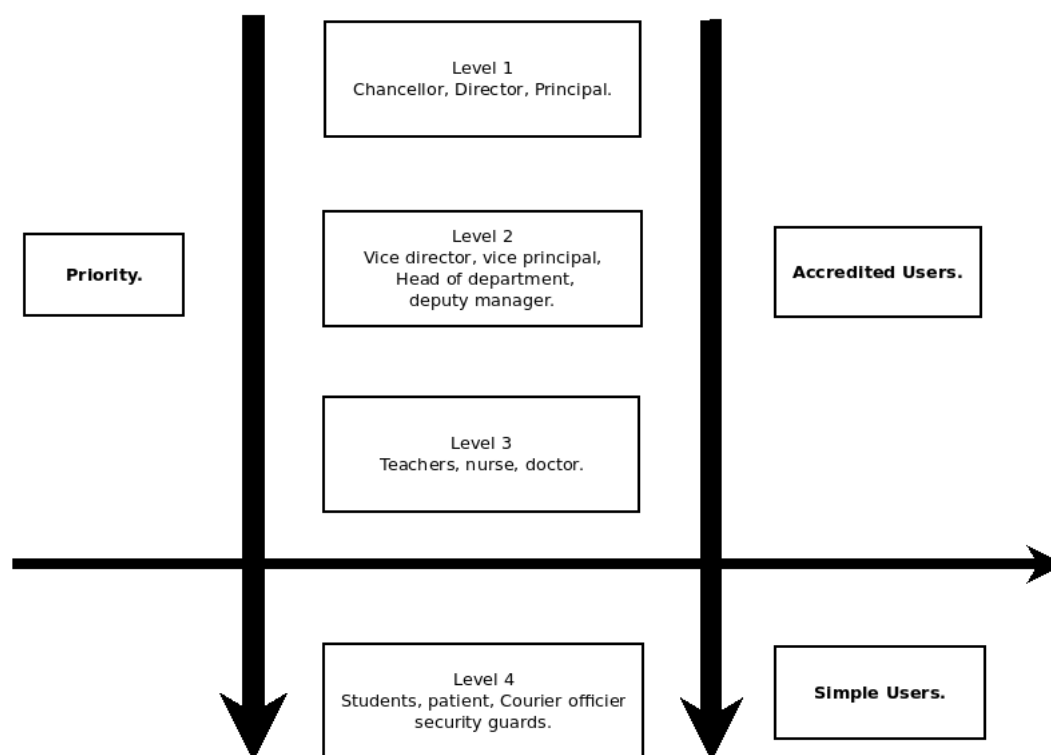 Level 1
Chancellor, Director, Principal.
Level 2
Vice director, vice principal,
Head of department,
deputy manager.
Priority.
Accredited Users.
Level 3
Teachers, nurse, doctor.
Level 4
Students, patient, Courier officier
security guards.
Simple Users.